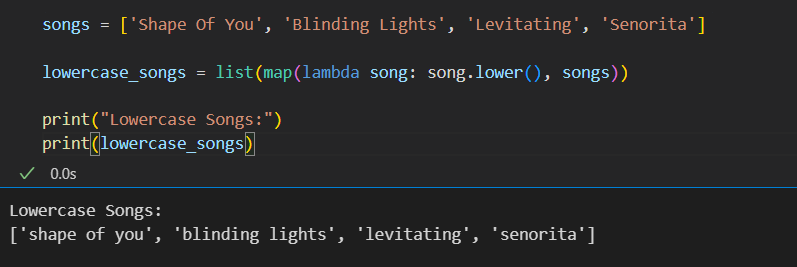 songs = ['Shape Of You', 'Blinding Lights', 'Levitating', 'Senorita']
lowercase_songs = list(map(lambda song: song.lower(), songs))
print("Lowercase Songs:")
print(lowercase_songs)
0.0s
Lowercase Songs:
['shape of you', 'blinding lights', 'levitating', 'senorita']